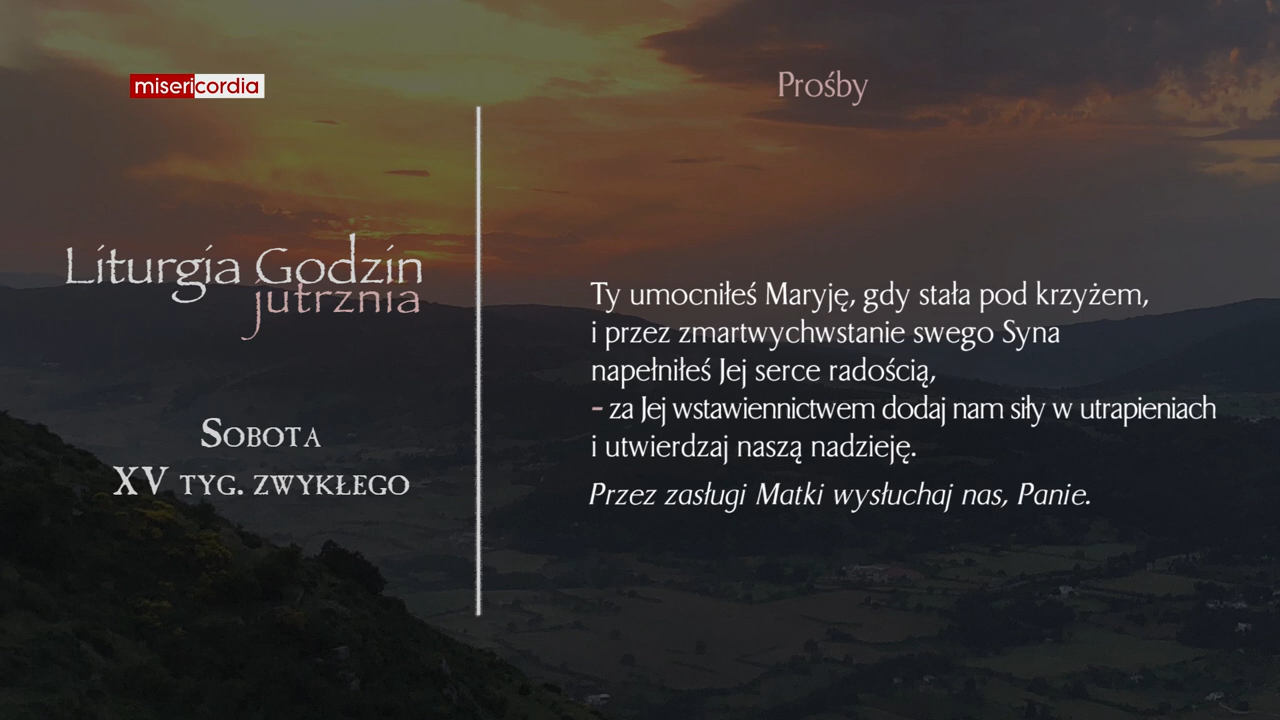 misericordia
Liturgia Godzin
jutrznia
Sobota
XV tyg. zwykłego
Prośby
Ty umocniłeś Maryję, gdy stała pod krzyżem,
i przez zmartwychwstanie swego Syna
napełniłeś Jej serce radością,
- za Jej wstawiennictwem dodaj nam siły w utrapieniach
i utwierdzaj naszą nadzieję.
Przez zasługi Matki wysłuchaj nas, Panie.